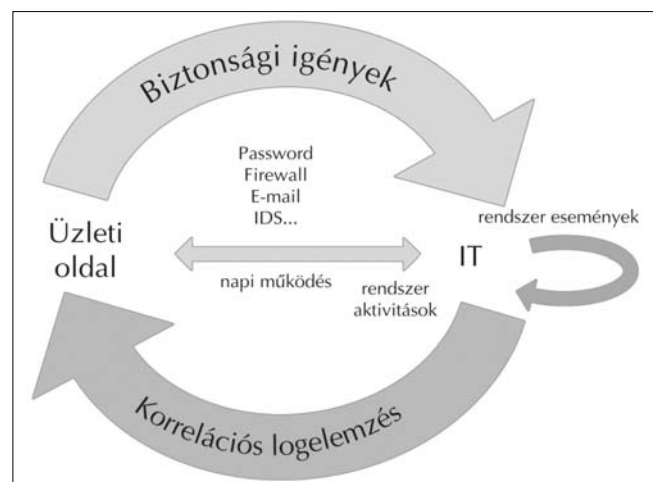 Biztonsági igények
Password
Firewall
E-mail
IDS...
rendszer események
Üzleti
oldal
IT
napi működés
rendszer
aktivitások
Korrelációs logelemzés